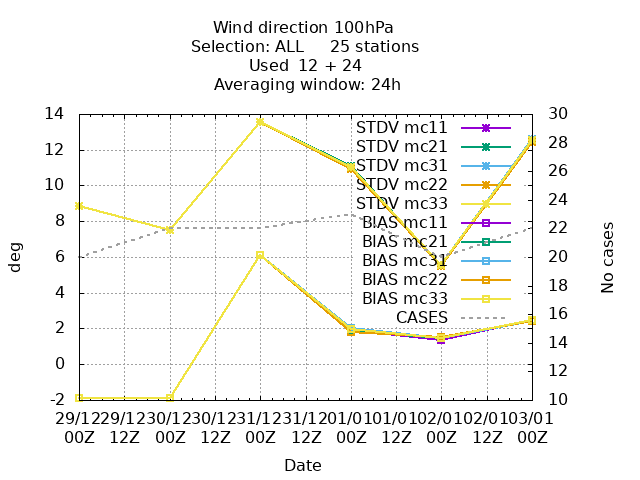 Wind direction 100hPa
Selection: ALL 25 stations
Used 12 + 24
Averaging window: 24h
14
12
10
8
6
4
2
0
-2
deg
30
28
26
24
22
20
18
16
14
12
10
No cases
STDV mc11
STDV mc21
STDV mc31
STDV mc22
STDV mc33
BIAS mc11
BIAS mc21
BIAS mc31
BIAS mc22
BIAS mc33
CASES
29/12 29/12 30/12 30/12 31/12 31/12 01/01 01/01 02/01 02/01 03/01
00Z 12Z 00Z 12Z 00Z 12Z 00Z 12Z 00Z 12Z 00Z
Date